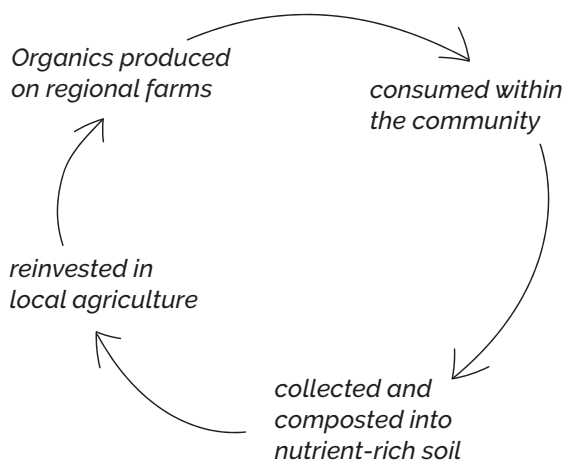 Organics produced
on regional farms
consumed within
the community
collected and
composted into
nutrient-rich soil
reinvested in
local agriculture